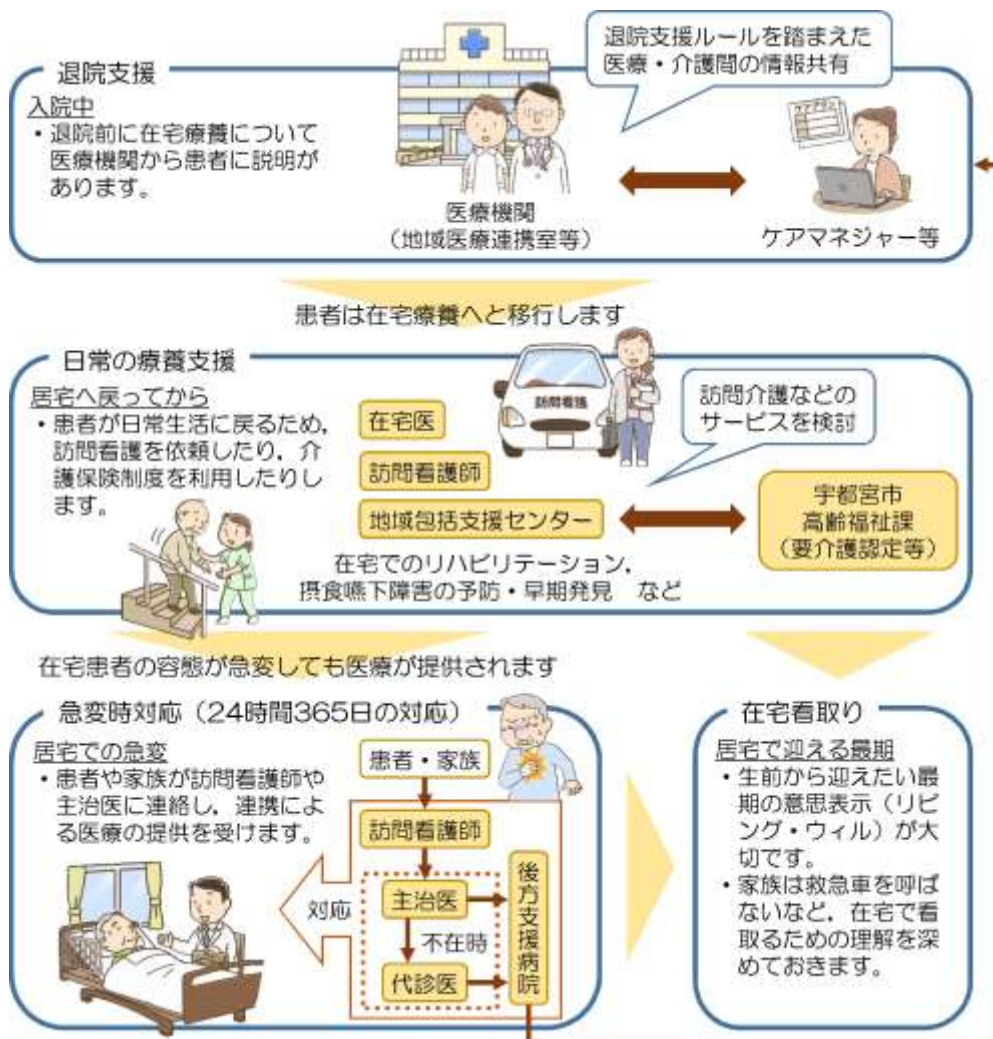 退院支援
入院中
・退院前に在宅療養について
医療機関から患者に説明が
あります。
退院支援ルールを踏まえた
医療・介護間の情報共有
医療機関
（地域医療連携室等）
ケアプラン
ケアマネジャー等
患者は在宅療養へと移行します
日常の療養支援
居宅へ戻ってから
・患者が日常生活に戻るため，
訪問看護を依頼したり，介
護保険制度を利用したりし
ます。
訪問看護
在宅医
訪問看護師
地域包括支援センター
訪問介護などの
サービスを検討
宇都宮市
高齢福祉課
（要介護認定等）
在宅でのリハビリテーション，
摂食嚥下障害の予防・早期発見　など
在宅患者の容態が急変しても医療が提供されます
急変時対応（24時間365日の対応）
居宅での急変
・患者や家族が訪問看護師や
主治医に連絡し，連携によ
る医療の提供を受けます。
患者・家族
訪問看護師
主治医
不在時
代診医
後方支援病院
対応
在宅看取り
居宅で迎える最期
・生前から迎えたい最
期の意思表示（リビ
ング・ウィル）が大
切です。
・家族は救急車を呼ば
ないなど，在宅で看
取るための理解を深
めておきます。